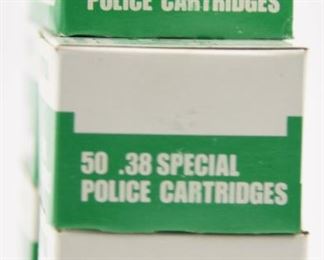 POLICE CARTRIDGES
50 .38 SPECIAL
POLICE CARTRIDGES